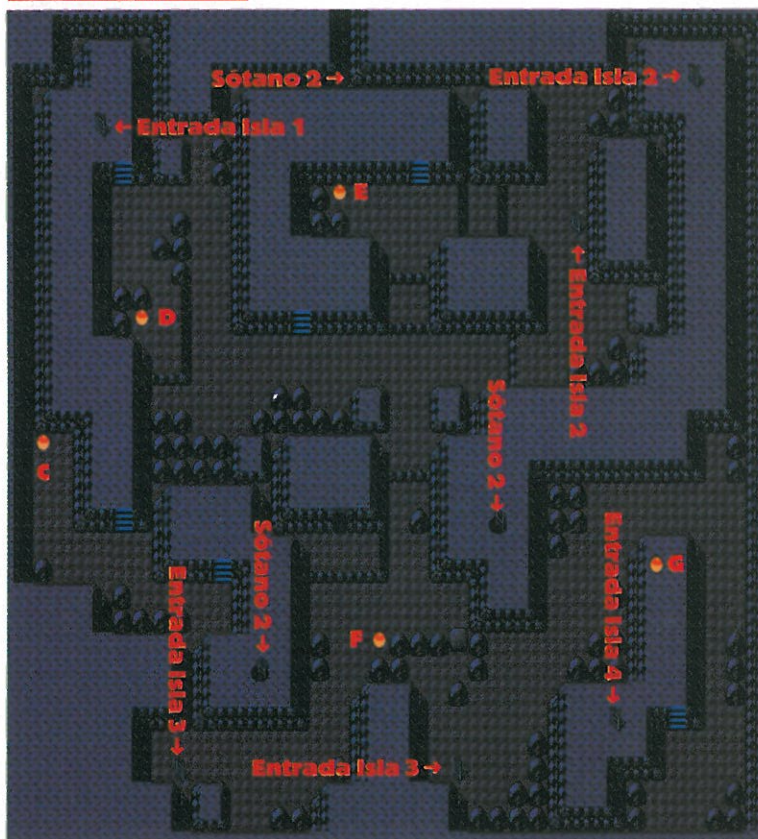 Sótano 2 →
Entrada Isla 2 →
← Entrada Isla 1
E
← Entrada Isla 2
D
Sótano 2 →
C
Sótano 2 →
Entrada Isla 4 →
G
Entrada Isla 3 →
F
Entrada Isla 3 →